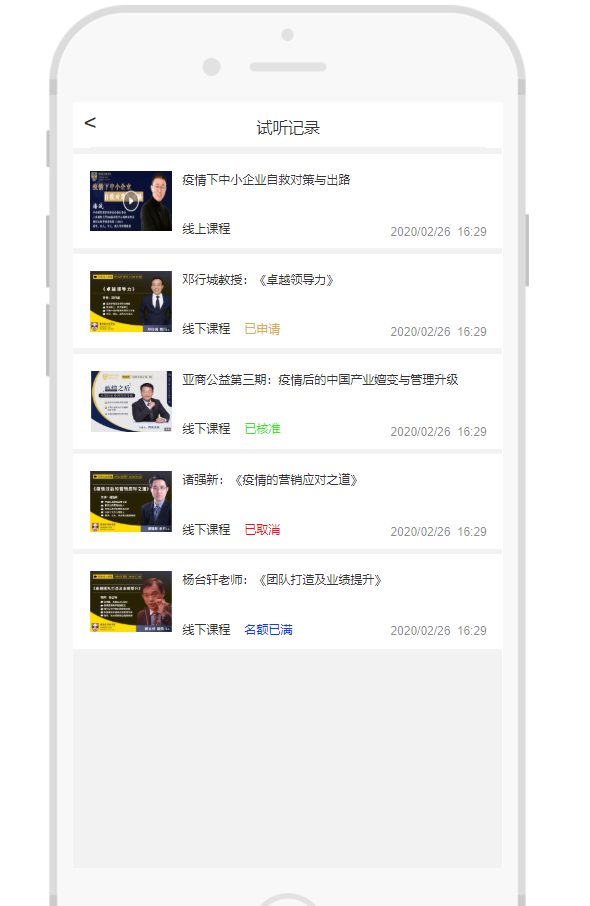 <
试听记录
疫情下中小企业自救对策与出路
线上课程
2020/02/26 16:29
邓行城教授：《卓越领导力》
线下课程 已申请
2020/02/26 16:29
亚商公益第三期：疫情后的中国产业嬗变与管理升级
线下课程 已核准
2020/02/26 16:29
诸强新：《疫情的营销应对之道》
线下课程 已取消
2020/02/26 16:29
杨台轩老师：《团队打造及业绩提升》
线下课程 名额已满
2020/02/26 16:29